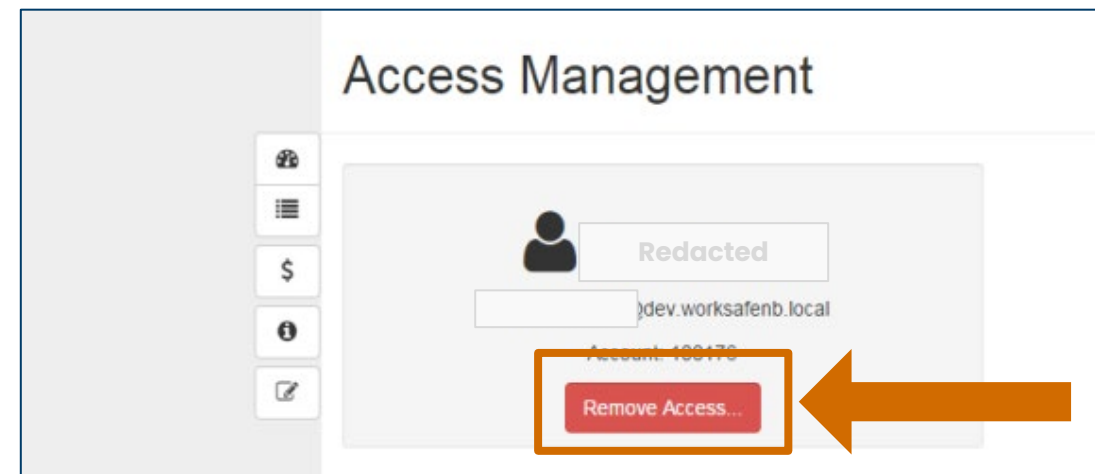 Access Management
$
Redacted
@dev.worksafenb.local
Remove Access...